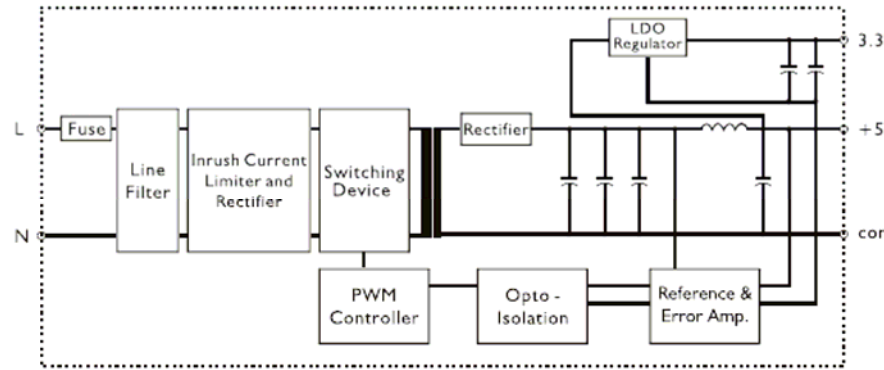 LDO
Regulator
3.3
L
Fuse
Line
Filter
Inrush Current
Limiter and
Rectifier
Switching
Device
Rectifier
+5
N
cor
PWM
Controller
Opto -
Isolation
Reference &
Error Amp.